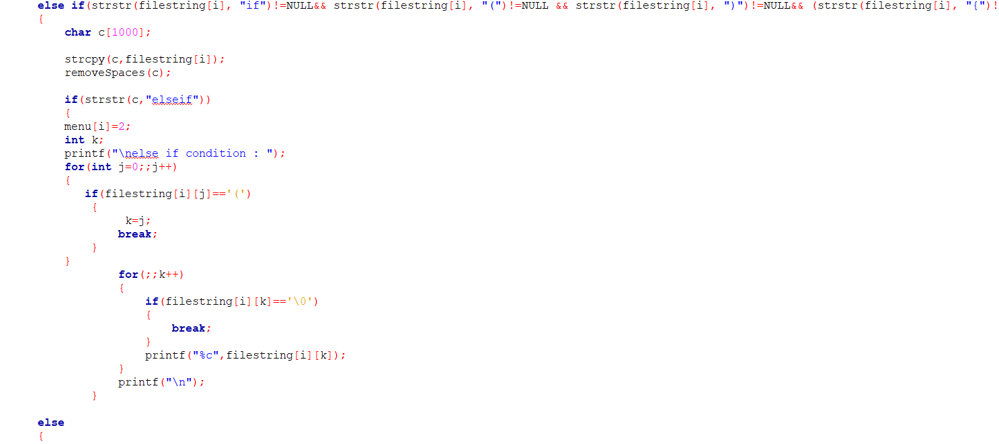 else if(strstr(filestring[i], "if")!=NULL&& strstr(filestring[i], "(")!=NULL && strstr(filestring[i], ")")!=NULL&& (strstr(filestring[i], "{")!
{
char c[1000];
strcpy(c,filestring[i]);
removeSpaces(c);
if(strstr(c,"elseif"))
{
menu[i]=2;
int k;
printf("\nelse if condition : ");
for(int j=0;;j++)
{
if(filestring[i][j]=='(')
{
k=j;
break;
}
}
for(;;k++)
{
if(filestring[i][k]=='\0')
{
break;
}
printf("%c",filestring[i][k]);
}
printf("\n");
}
else
{